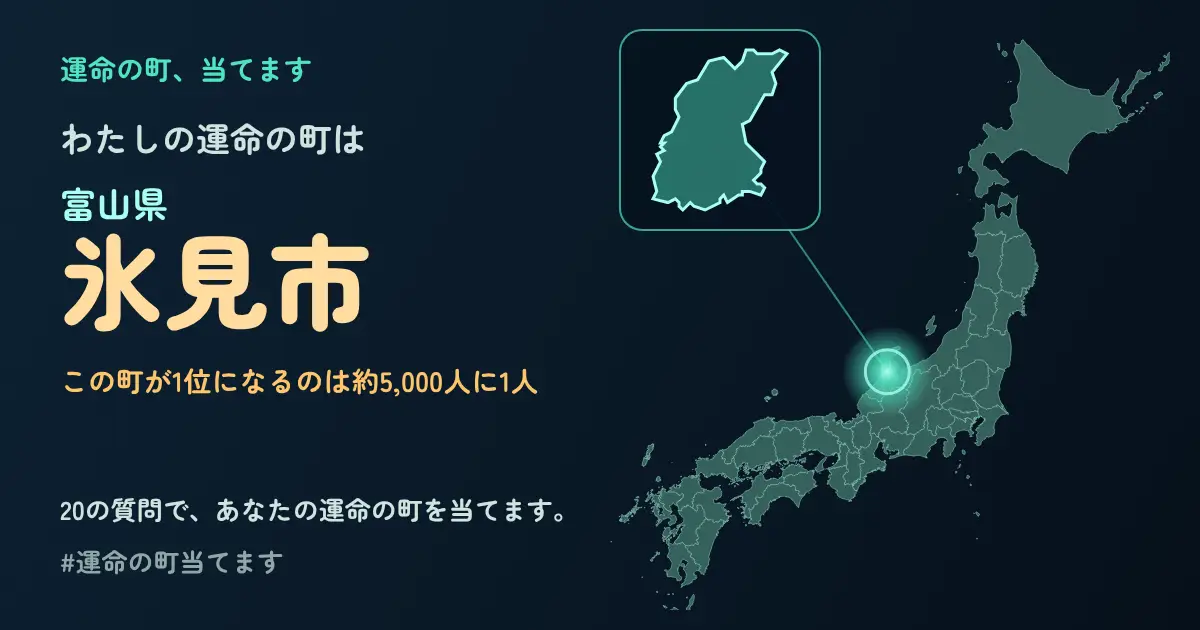 運命の町、当てます
わたしの運命の町は
富山県
氷見市
この町が1位になるのは約5,000人に1人
20の質問で、あなたの運命の町を当てます。
#運命の町当てます